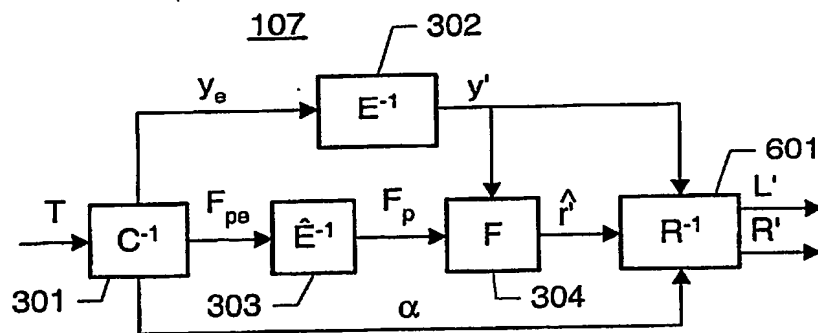 107
302
y_e
E⁻¹
y'
601
T
C⁻¹
F_pe
Ê⁻¹
F_p
F
r̂'
R⁻¹
L'
R'
301
303
304
α